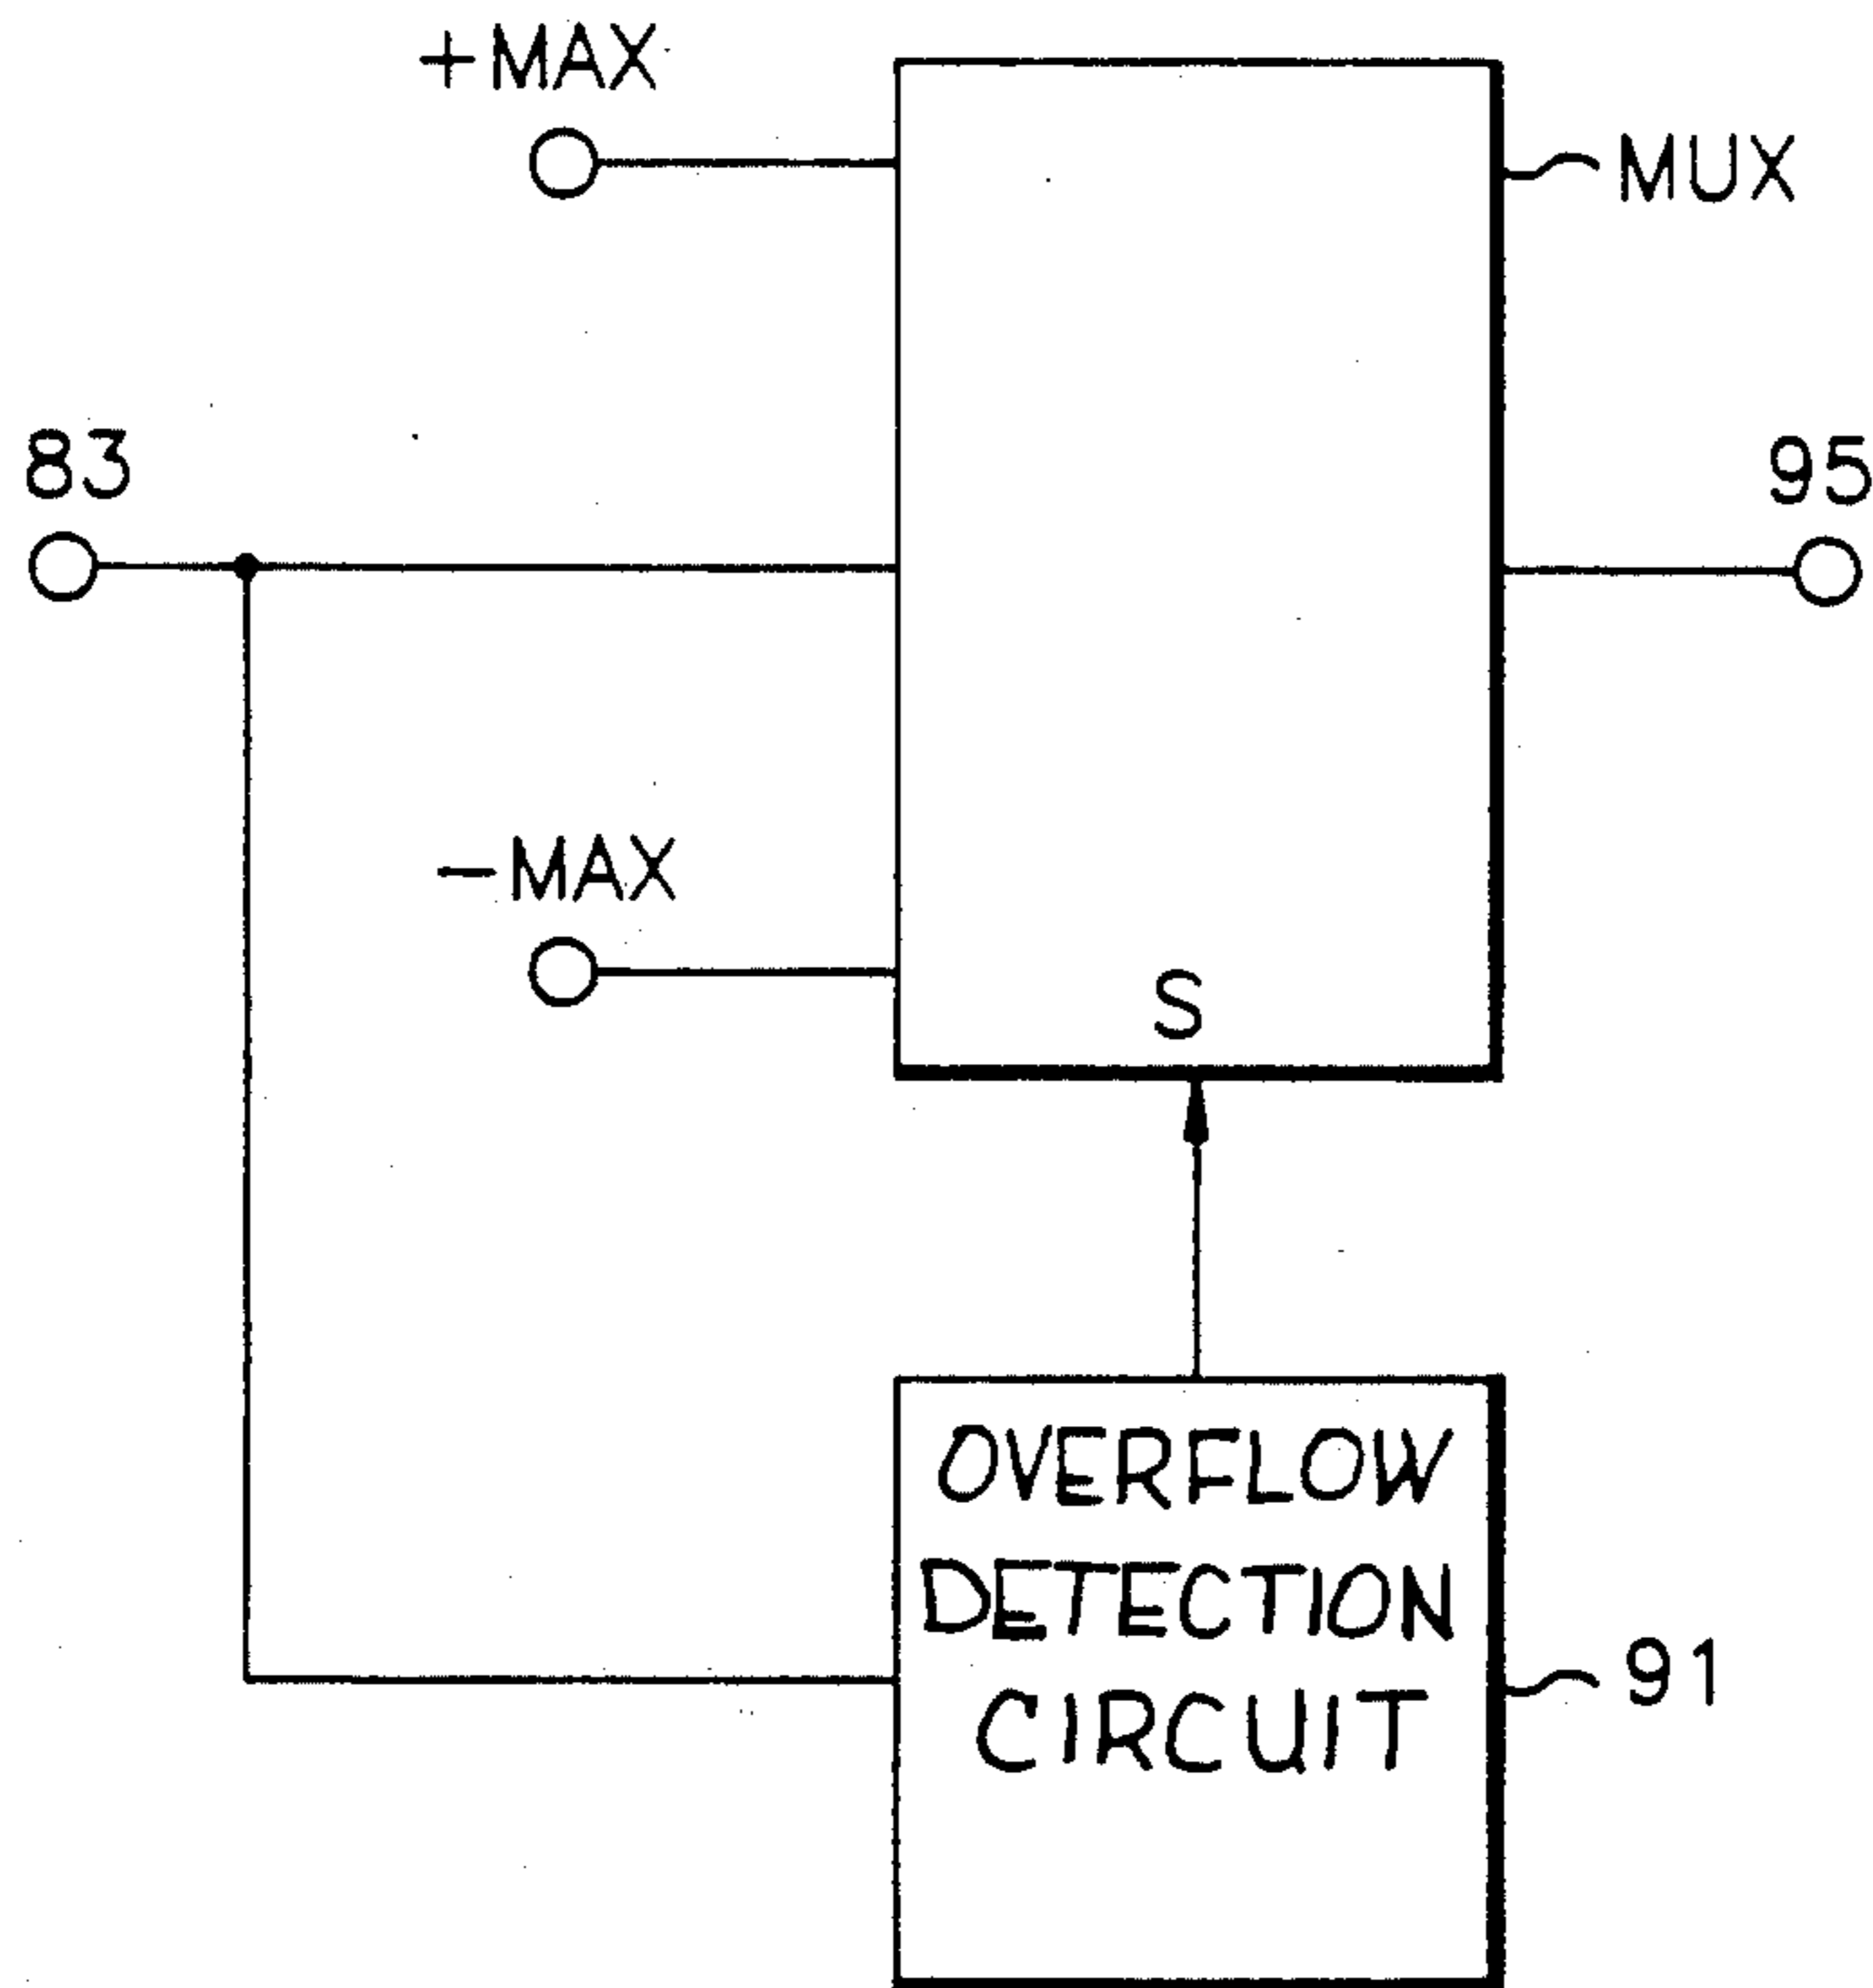 +MAX
MUX
83
95
-MAX
S
OVERFLOW
DETECTION
CIRCUIT
91